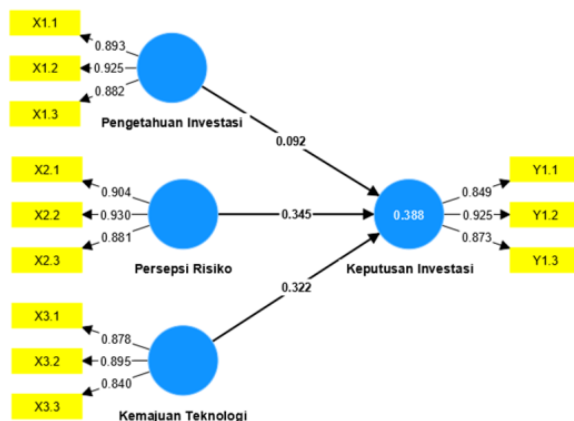 X1.1
0.893
X1.2
0.925
0.882
X1.3
Pengetahuan Investasi
0.092
X2.1
0.904
X2.2
0.930
0.881
X2.3
Persepsi Risiko
0.345
0.388
Keputusan Investasi
0.849
Y1.1
0.925
Y1.2
0.873
Y1.3
0.322
X3.1
0.878
X3.2
0.895
0.840
X3.3
Kemajuan Teknologi